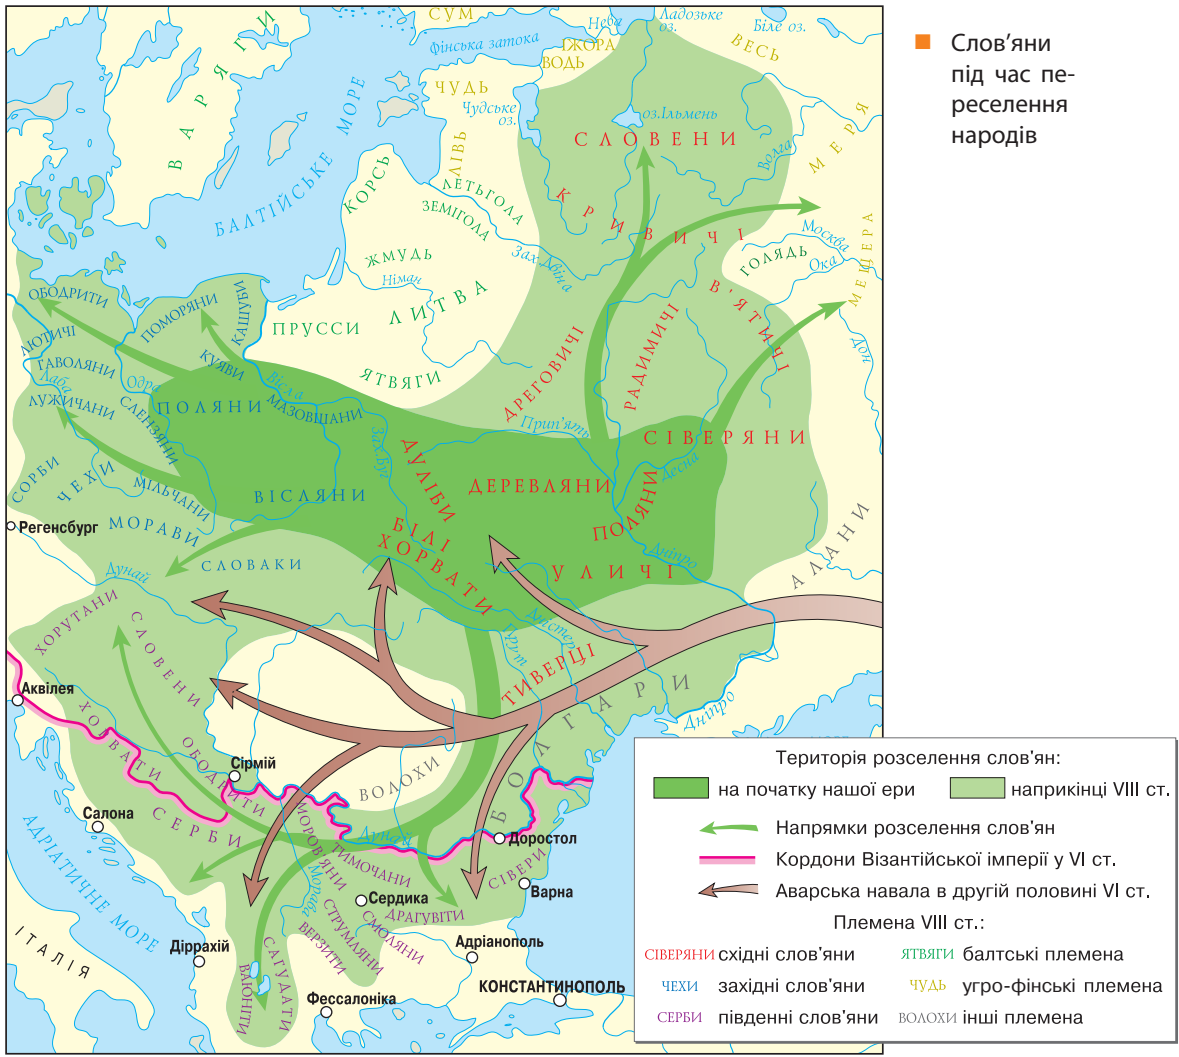 Слов'яни
під час пе-
реселення
народів
СУМ
Нева
Ладозьке
оз.
Біле оз.
Фінська затока
ІЖОРА
ВОДЬ
ВЕСЬ
ВАРЯГИ
ЧУДЬ
Чудське
оз.
оз.Ільмень
СЛОВЕНИ
Волга
МЕРЯ
БАЛТІЙСЬКЕ МОРЕ
ЛІВЬ
КОРСЬ
ЛЕТЬГОЛА
ЗЕМІГОЛА
КРИВИЧІ
Москва
МЕЩЕРА
ЖМУДЬ
Зах.Двіна
ГОЛЯДЬ
Ока
Німан
ЛИТВА
ОБОДРИТИ
ПОМОРЯНИ
КАШУБИ
ПРУССИ
В'ЯТИЧІ
РАДИМИЧІ
Дон
ЛЮТИЧІ
ГАВОЛЯНИ
КУЯВИ
ЯТВЯГИ
ДРЕГОВИЧІ
Лаба
Одра
Вісла
ЛУЖИЧАНИ
СЛЕНЗЯНИ
ПОЛЯНИ
МАЗОВШАНИ
Прип'ять
СІВЕРЯНИ
Зах.Буг
ДУЛІБИ
Десна
СОРБИ
ЧЕХИ
МІЛЬЧАНИ
ВІСЛЯНИ
ДЕРЕВЛЯНИ
ПОЛЯНИ
Регенсбург
МОРАВИ
БІЛІ
ХОРВАТИ
Дніпро
АЛАНИ
СЛОВАКИ
УЛИЧІ
Дунай
ХОРУТАНИ
СЛОВЕНИ
Дністер
Прут
ТИВЕРЦІ
Аквілея
ХОРВАТИ
БОЛГАРИ
Дніпро
ОБОДРИТИ
Сірмій
ВОЛОХИ
Салона
СЕРБИ
МОРОВ'ЯНИ
Дунай
Доростол
ТИМОЧАНИ
СІВЕРИ
АДРІАТИЧНЕ МОРЕ
Морава
Сердика
Варна
ДРАГУВІТИ
СМОЛЯНИ
СТРУМЛЯНИ
ВЕРЗИТИ
ІТАЛІЯ
Діррахій
САГУДАТИ
ВАЮНІТИ
Адріанополь
КОНСТАНТИНОПОЛЬ
Фессалоніка
Територія розселення слов'ян:
на початку нашої ери
наприкінці VIII ст.
Напрямки розселення слов'ян
Кордони Візантійської імперії у VI ст.
Аварська навала в другій половині VI ст.
Племена VIII ст.:
СІВЕРЯНИ східні слов'яни
ЯТВЯГИ балтські племена
ЧЕХИ західні слов'яни
ЧУДЬ угро-фінські племена
СЕРБИ південні слов'яни
ВОЛОХИ інші племена